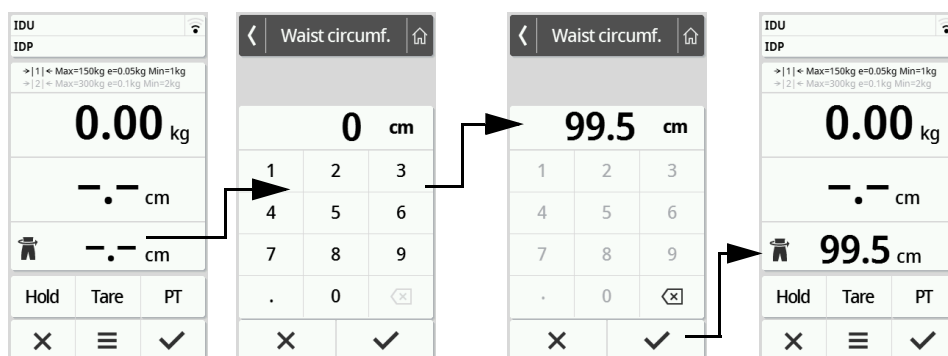 IDU
IDP
→|1|← Max=150kg e=0.05kg Min=1kg
→|2|← Max=300kg e=0.1kg Min=2kg
0.00 kg
-.- cm
-.- cm
Hold Tare PT
Waist circumf.
0 cm
1 2 3
4 5 6
7 8 9
. 0
Waist circumf.
99.5 cm
1 2 3
4 5 6
7 8 9
. 0
IDU
IDP
→|1|← Max=150kg e=0.05kg Min=1kg
→|2|← Max=300kg e=0.1kg Min=2kg
0.00 kg
-.- cm
99.5 cm
Hold Tare PT